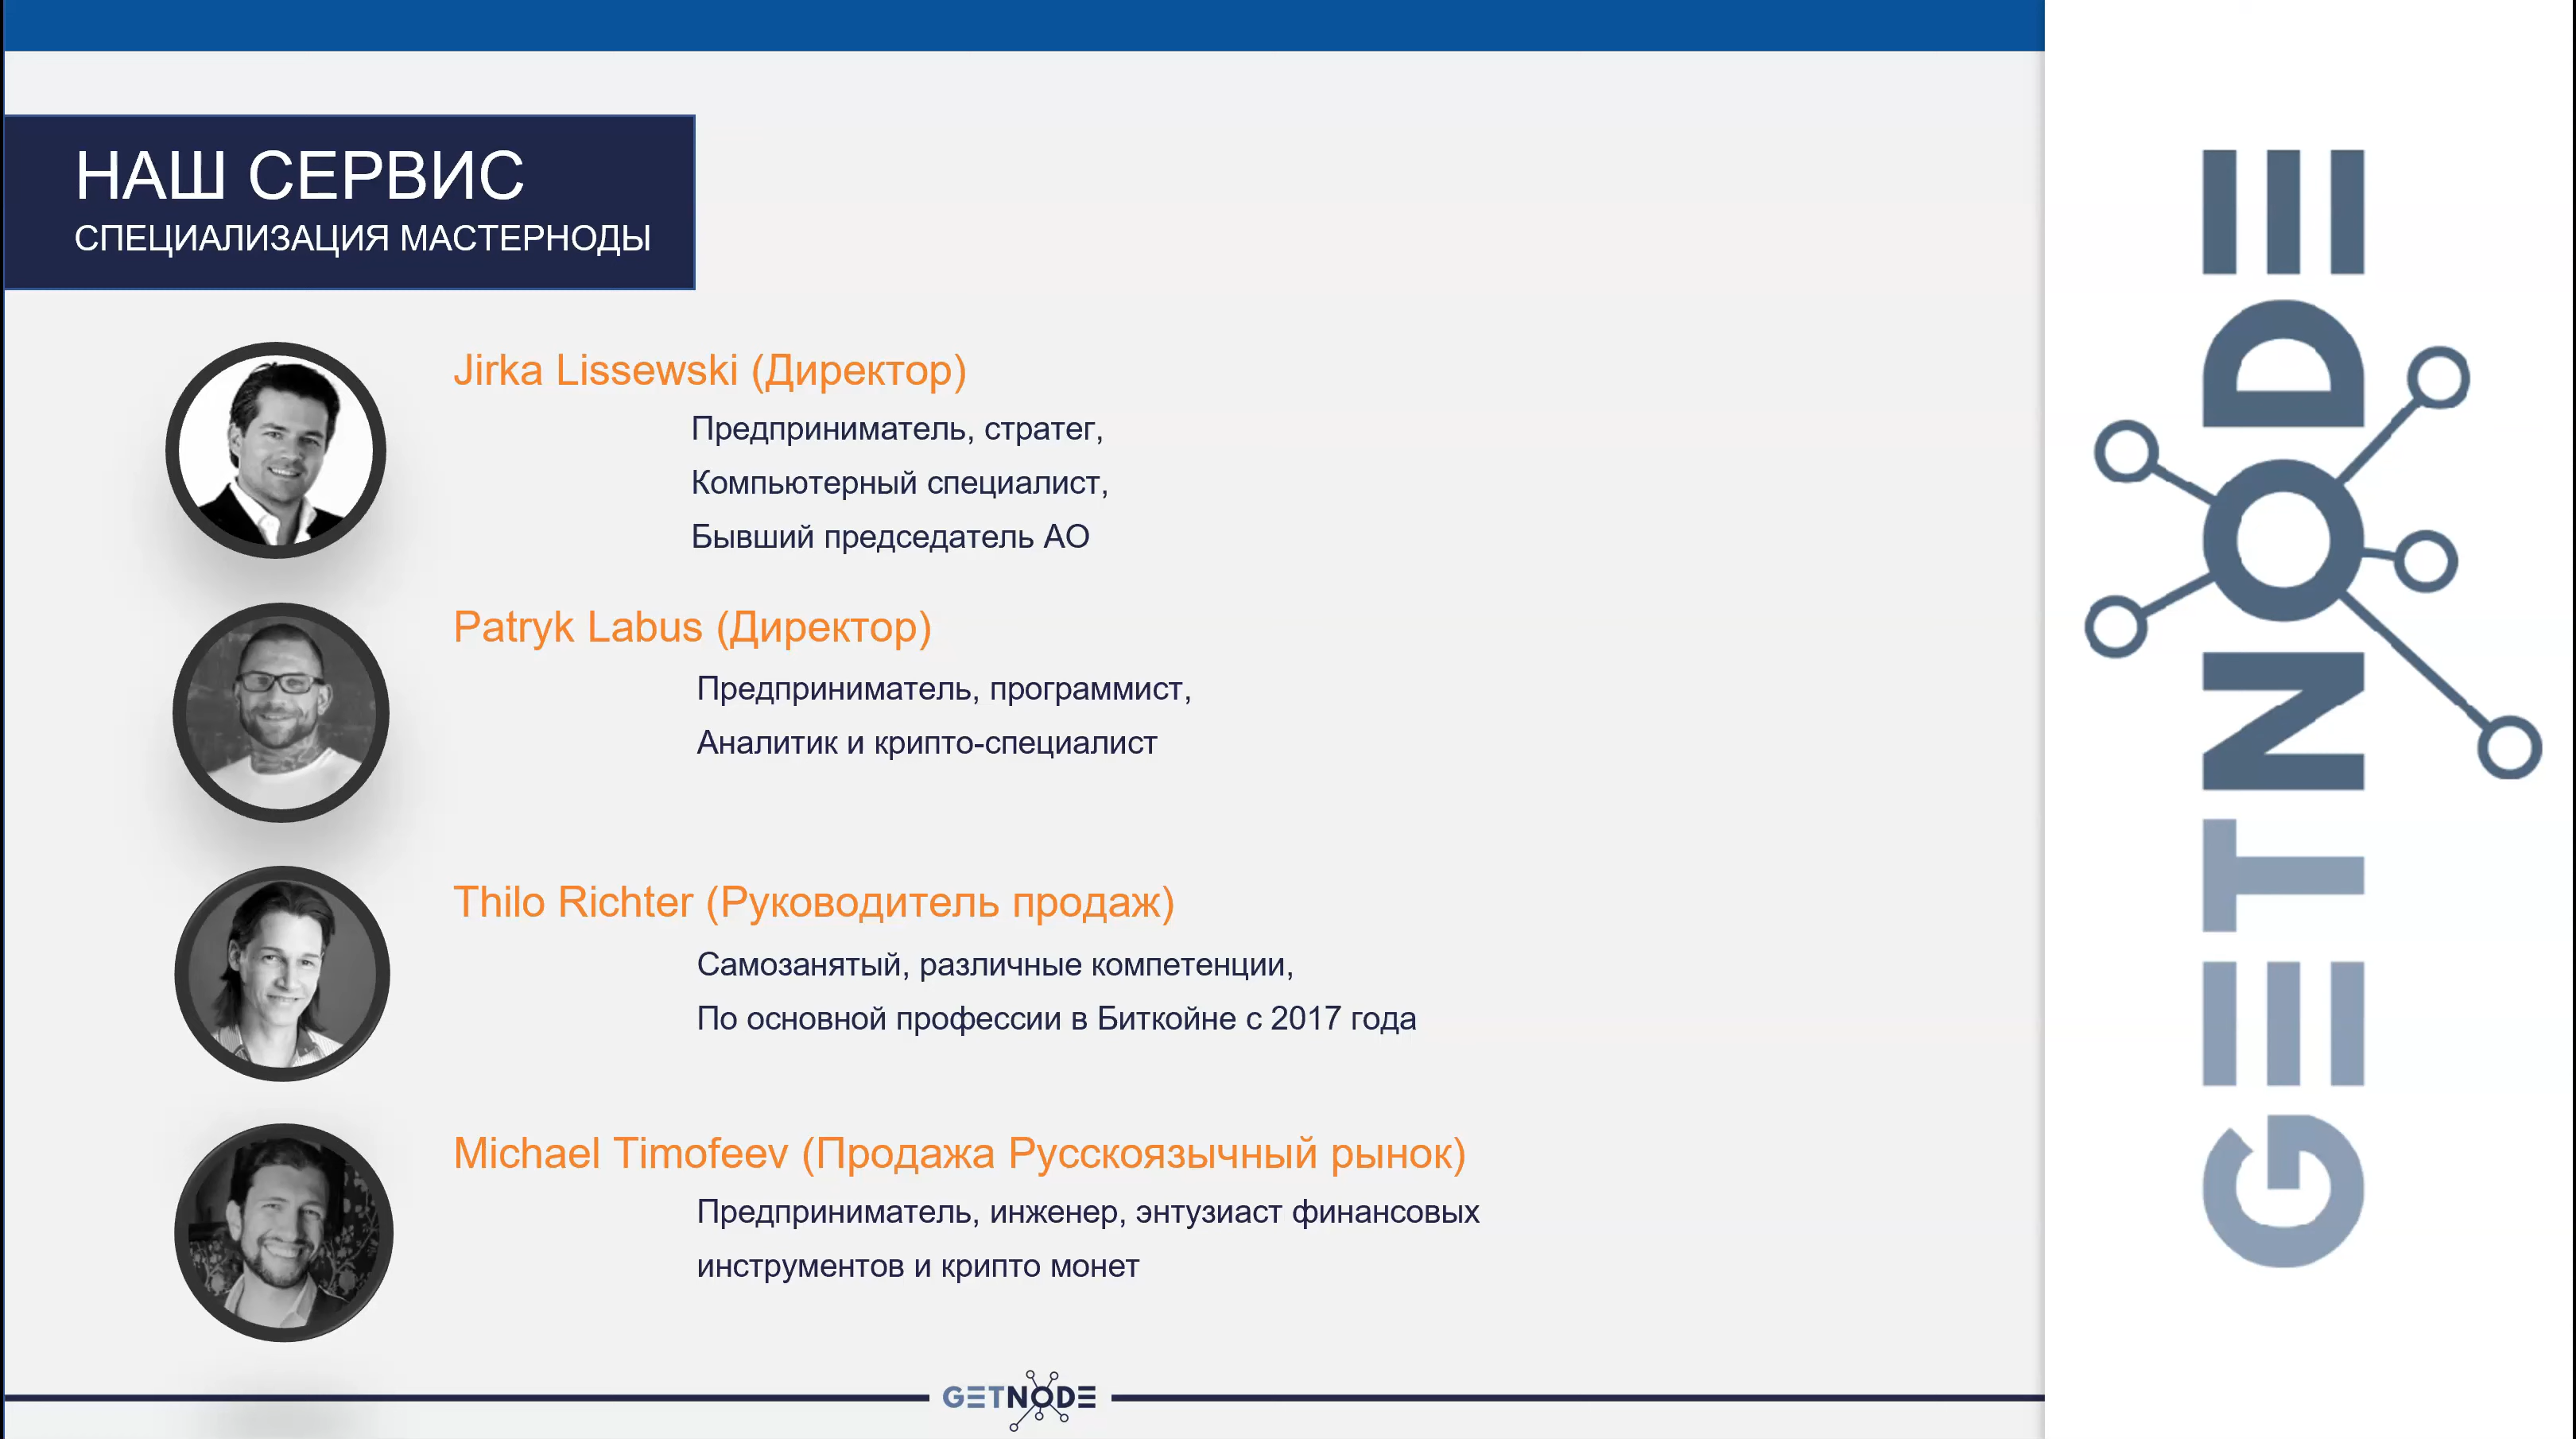 НАШ СЕРВИС
СПЕЦИАЛИЗАЦИЯ МАСТЕРНОДЫ
Jirka Lissewski (Директор)
Предприниматель, стратег,
Компьютерный специалист,
Бывший председатель АО
Patryk Labus (Директор)
Предприниматель, программист,
Аналитик и крипто-специалист
Thilo Richter (Руководитель продаж)
Самозанятый, различные компетенции,
По основной профессии в Биткойне с 2017 года
Michael Timofeev (Продажа Русскоязычный рынок)
Предприниматель, инженер, энтузиаст финансовых
инструментов и крипто монет
GETNODE
GETNODE